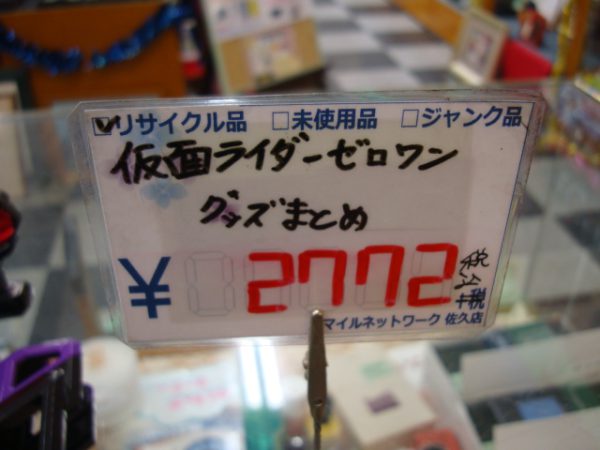 ☑リサイクル品 □未使用品 □ジャンク品
仮面ライダーゼロワン
グッズまとめ
¥ 2772 税込
+税
マイルネットワーク 佐久店